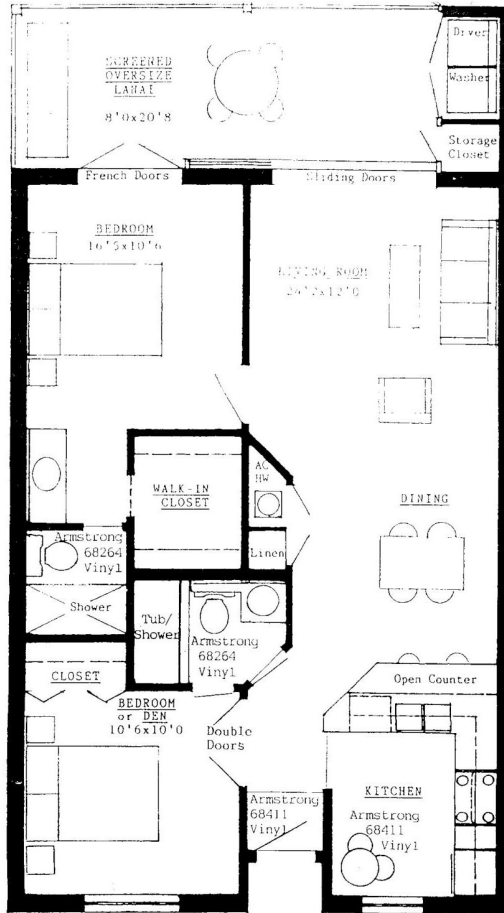 SCREENED
OVERSIZE
LANAI
8'0x20'8
Dryer
Washer
Storage
Closet
French Doors
Sliding Doors
BEDROOM
16'5x10'6
LIVING ROOM
24'2x12'0
AC
HW
WALK-IN
CLOSET
DINING
Linen
Armstrong
68264
Vinyl
Shower
Tub/
Shower
Armstrong
68264
Vinyl
CLOSET
Open Counter
BEDROOM
or DEN
10'6x10'0
Double
Doors
KITCHEN
Armstrong
68411
Vinyl
Armstrong
68411
Vinyl